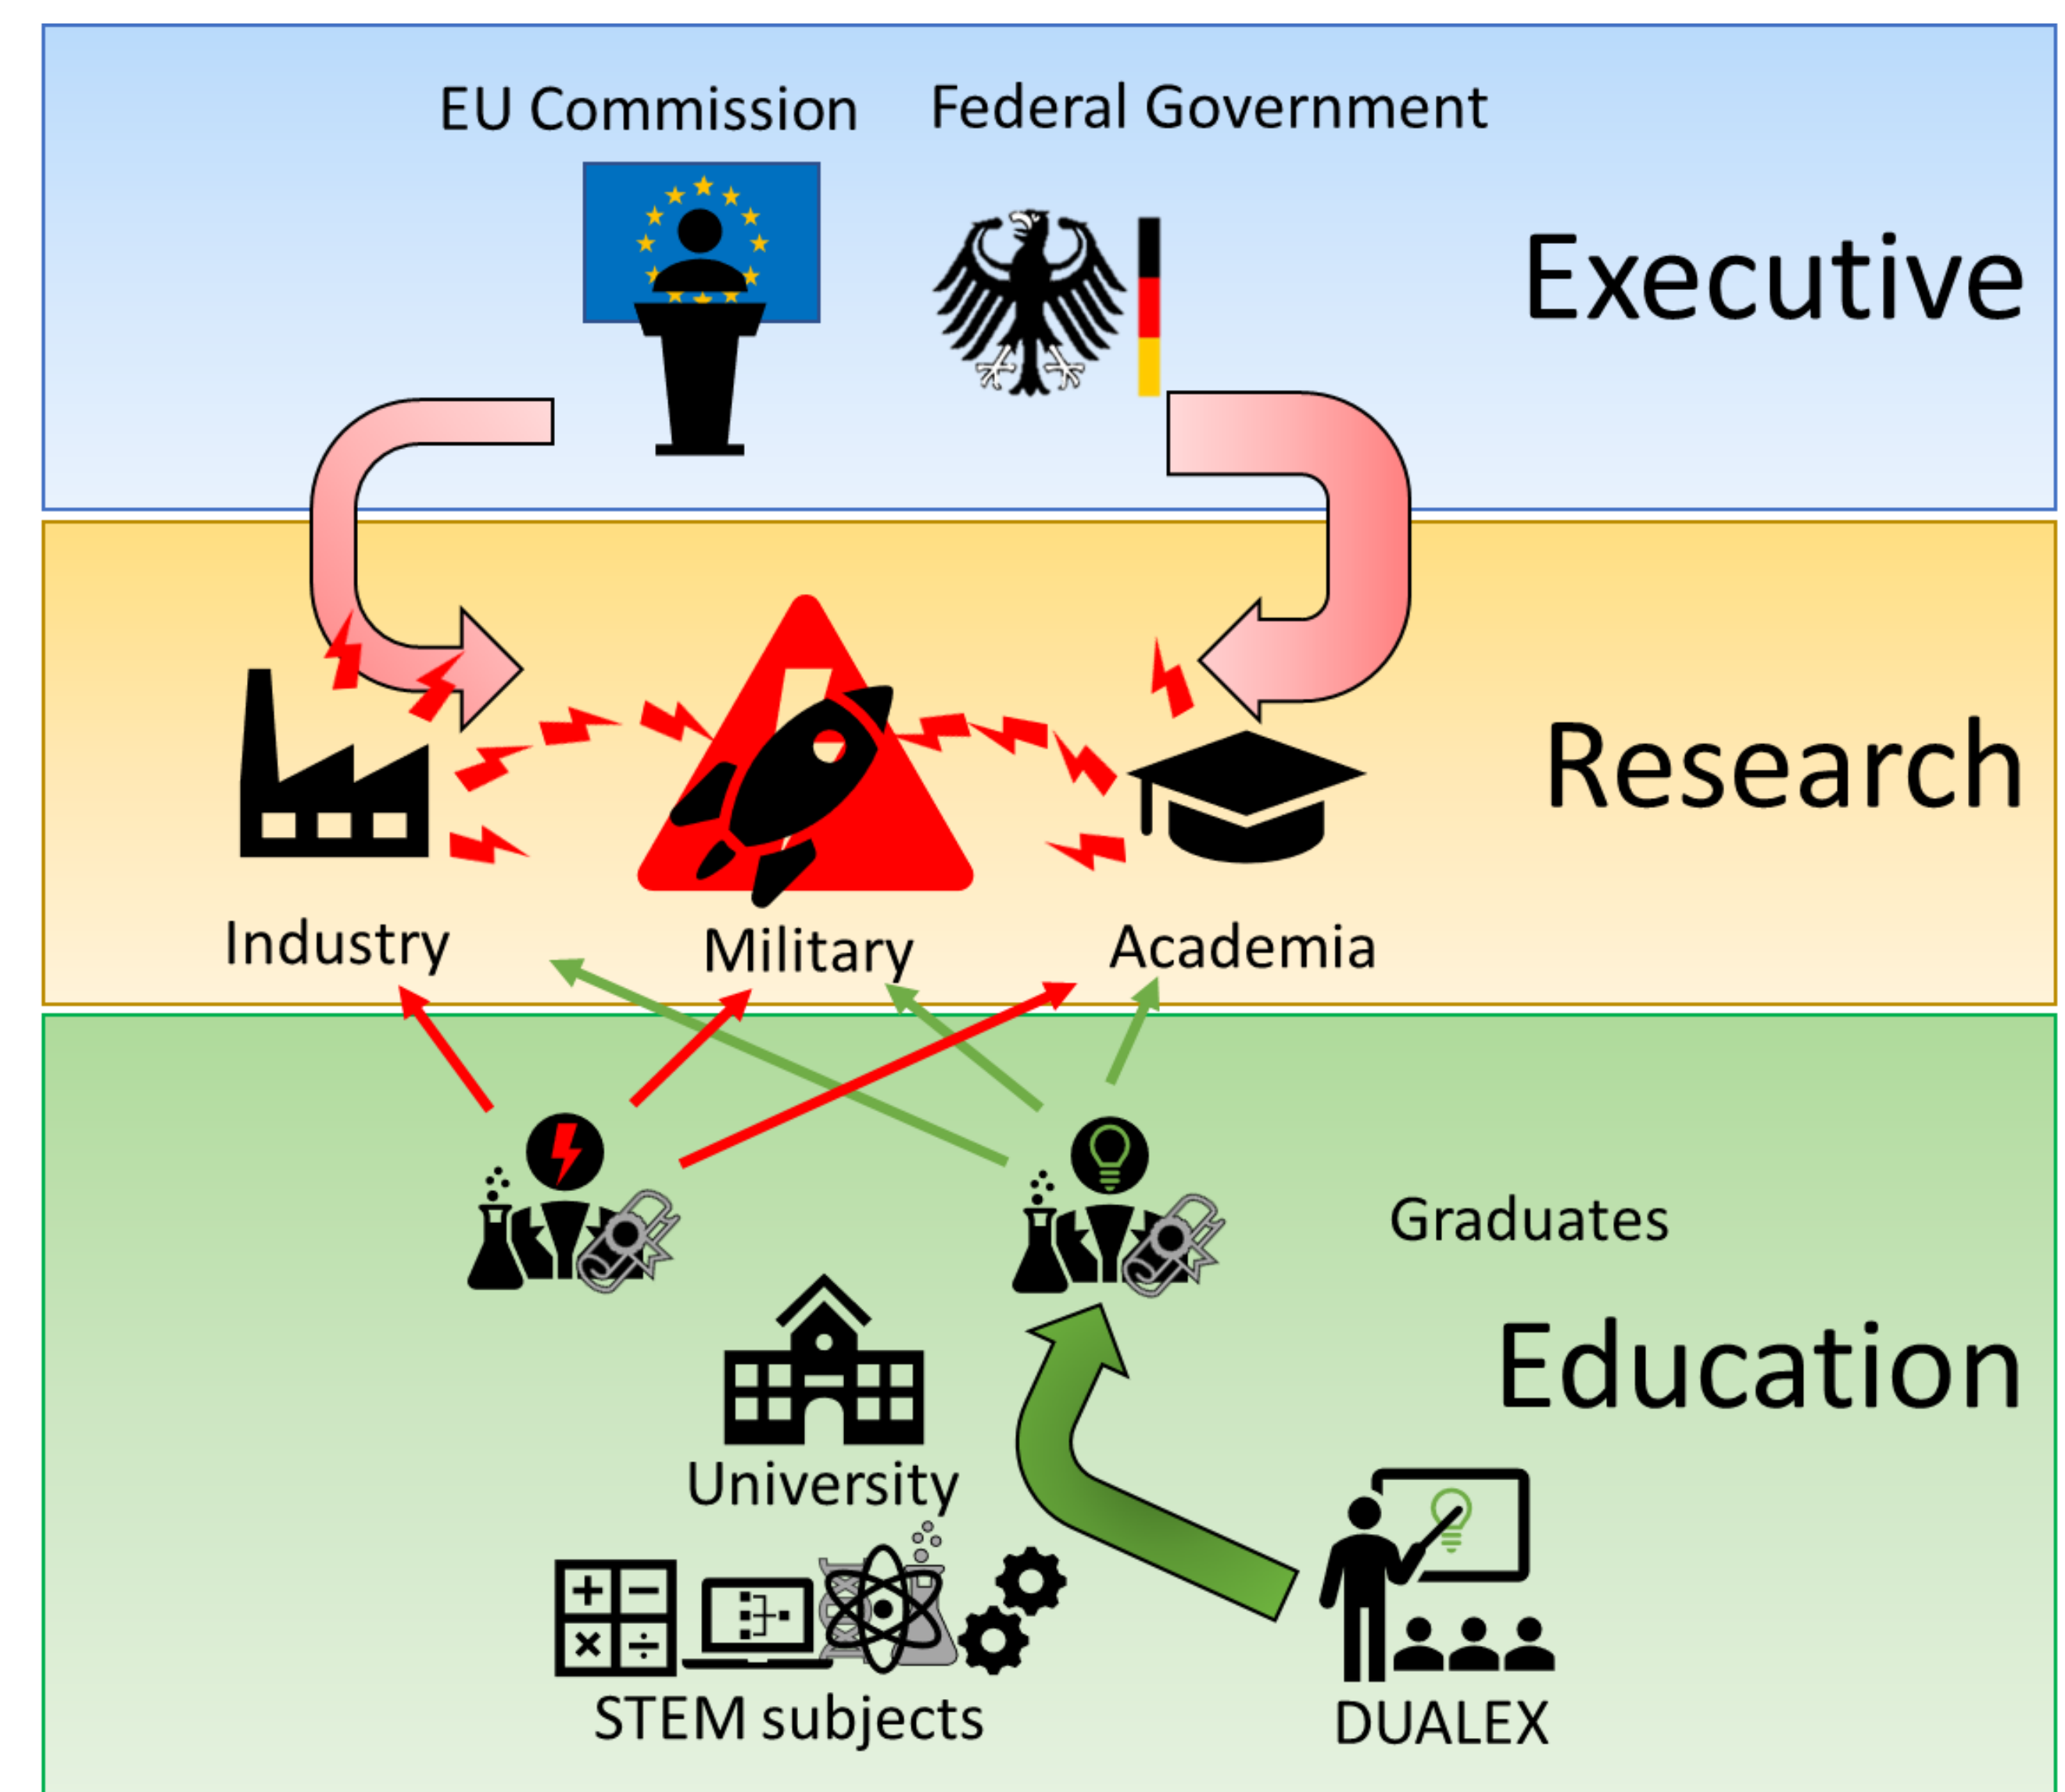 EU Commission
Federal Government
Executive
Research
Industry
Military
Academia
Graduates
Education
University
STEM subjects
DUALEX